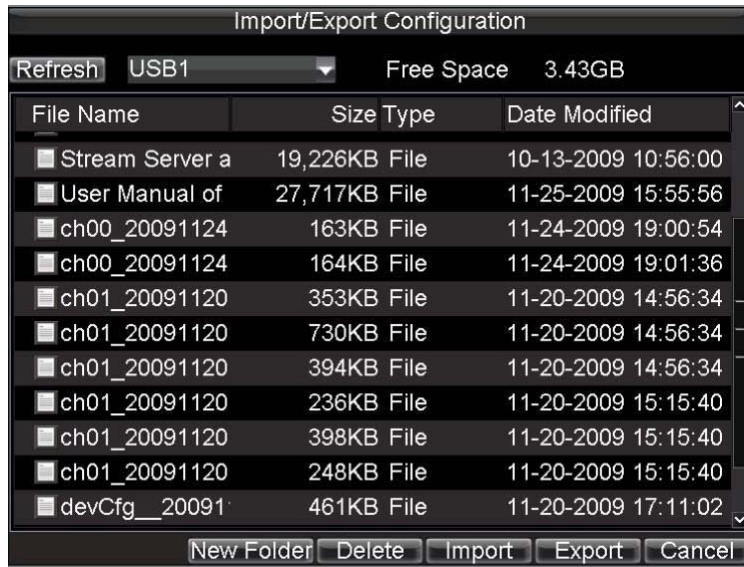 Import/Export Configuration
Refresh USB1 Free Space 3.43GB
File Name Size Type Date Modified
Stream Server a 19,226KB File 10-13-2009 10:56:00
User Manual of 27,717KB File 11-25-2009 15:55:56
ch00_20091124 163KB File 11-24-2009 19:00:54
ch00_20091124 164KB File 11-24-2009 19:01:36
ch01_20091120 353KB File 11-20-2009 14:56:34
ch01_20091120 730KB File 11-20-2009 14:56:34
ch01_20091120 394KB File 11-20-2009 14:56:34
ch01_20091120 236KB File 11-20-2009 15:15:40
ch01_20091120 398KB File 11-20-2009 15:15:40
ch01_20091120 248KB File 11-20-2009 15:15:40
devCfg__20091 461KB File 11-20-2009 17:11:02
New Folder Delete Import Export Cancel